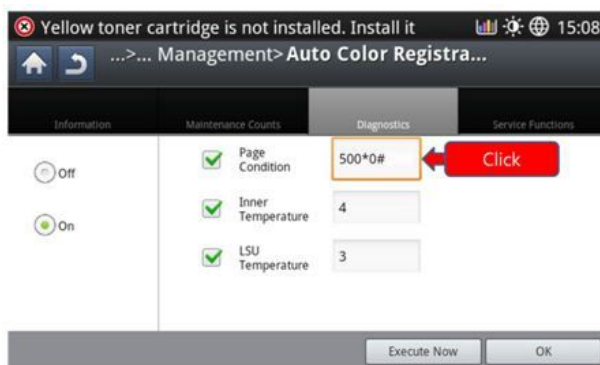 Yellow toner cartridge is not installed. Install it 15:08
...>... Management> Auto Color Registra...
Information Maintenance Counts Diagnostics Service Functions
Off
On
Page
Condition
500*0#
Click
Inner
Temperature
4
LSU
Temperature
3
Execute Now OK